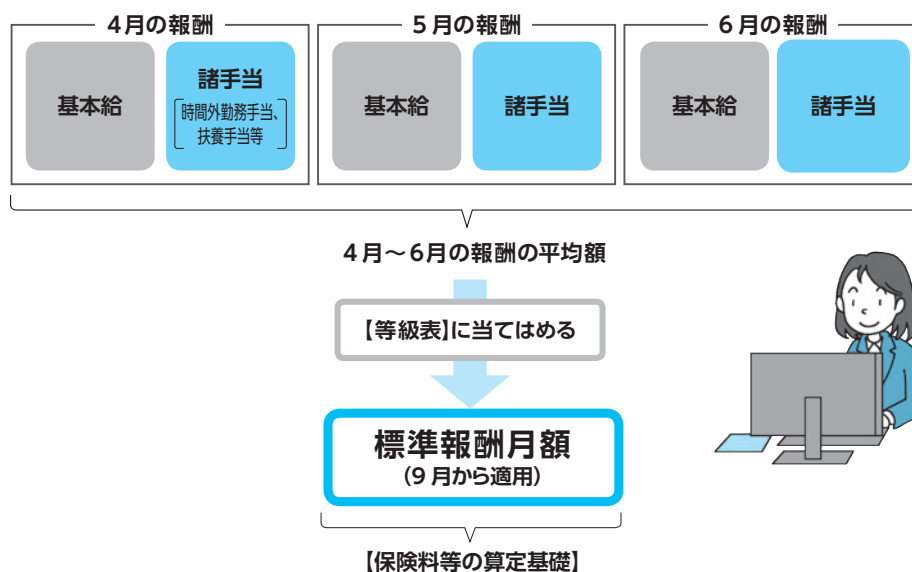 4月の報酬
5月の報酬
6月の報酬
基本給
諸手当
時間外勤務手当、
扶養手当等
基本給
諸手当
基本給
諸手当
4月～6月の報酬の平均額
【等級表】に当てはめる
標準報酬月額
(9月から適用)
【保険料等の算定基礎】